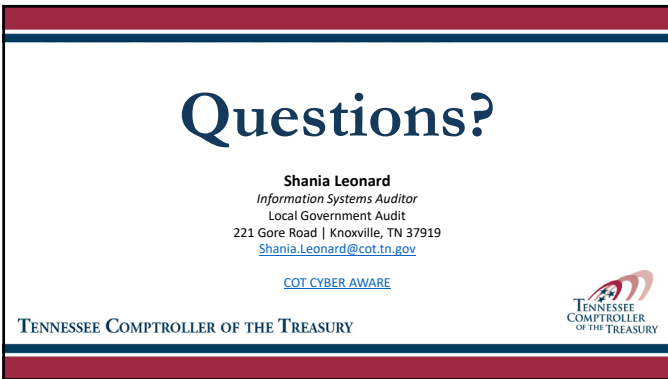 Questions?
Shania Leonard
Information Systems Auditor
Local Government Audit
221 Gore Road | Knoxville, TN 37919
Shania.Leonard@cot.tn.gov
COT CYBER AWARE
TENNESSEE COMPTROLLER OF THE TREASURY
TENNESSEE
COMPTROLLER
OF THE TREASURY